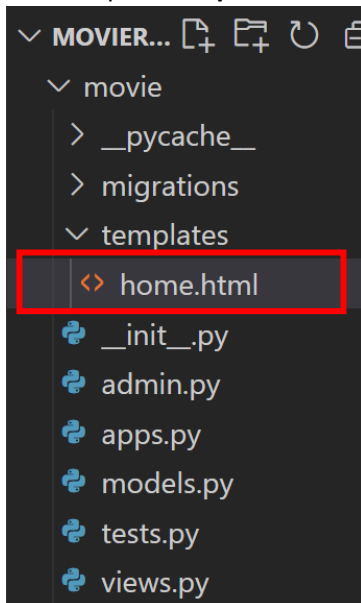 MOVIER...
movie
__pycache__
migrations
templates
home.html
__init__.py
admin.py
apps.py
models.py
tests.py
views.py